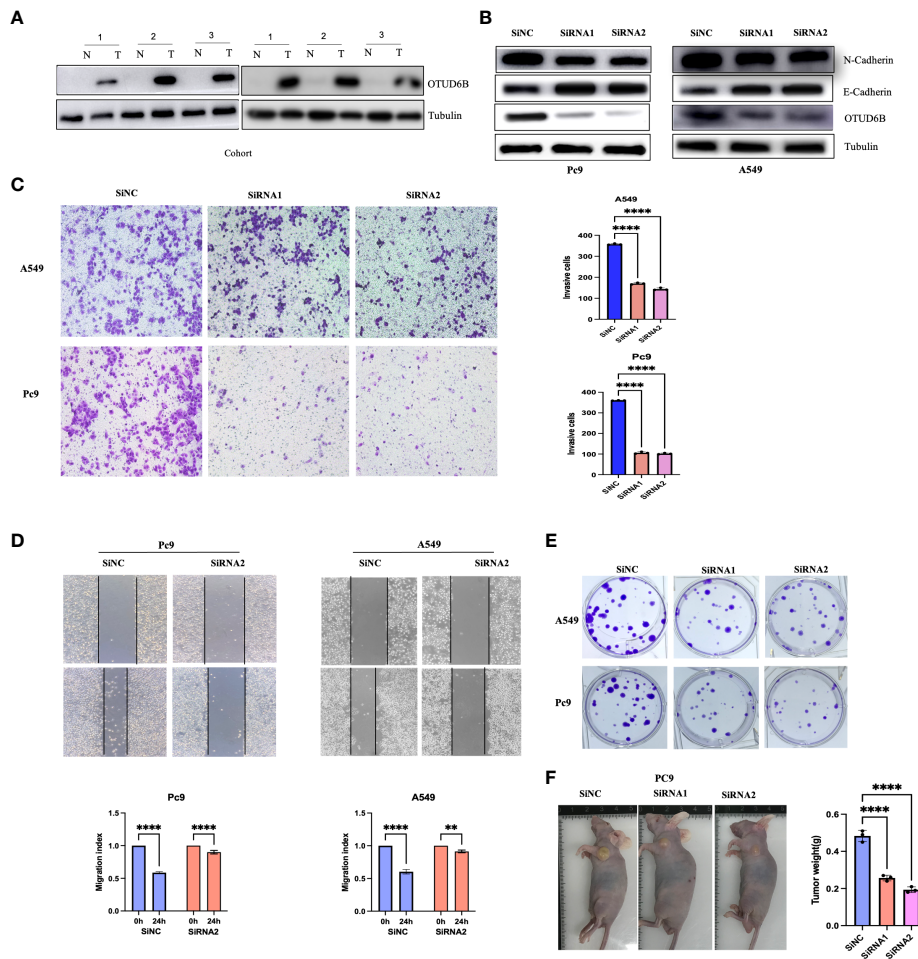 A
1 2 3 1 2 3
N T N T N T N T N T N T
OTUD6B
Tubulin
Cohort
B
SiNC SiRNA1 SiRNA2 SiNC SiRNA1 SiRNA2
N-Cadherin
E-Cadherin
OTUD6B
Tubulin
Pc9 A549
C
SiNC SiRNA1 SiRNA2
A549
Pc9
A549
****
****
Invasive cells
400
300
200
100
0
SiNC SiRNA1 SiRNA2
Pc9
****
****
Invasive cells
400
300
200
100
0
SiNC SiRNA1 SiRNA2
D
Pc9 A549
SiNC SiRNA2 SiNC SiRNA2
Pc9
**** ****
Migration index
1.5
1.0
0.5
0.0
0h 24h 0h 24h
SiNC SiRNA2
A549
**** **
Migration index
1.5
1.0
0.5
0.0
0h 24h 0h 24h
SiNC SiRNA2
E
SiNC SiRNA1 SiRNA2
A549
Pc9
F
PC9
SiNC SiRNA1 SiRNA2
****
****
Tumor weight(g)
0.6
0.4
0.2
0.0
SiNC SiRNA1 SiRNA2